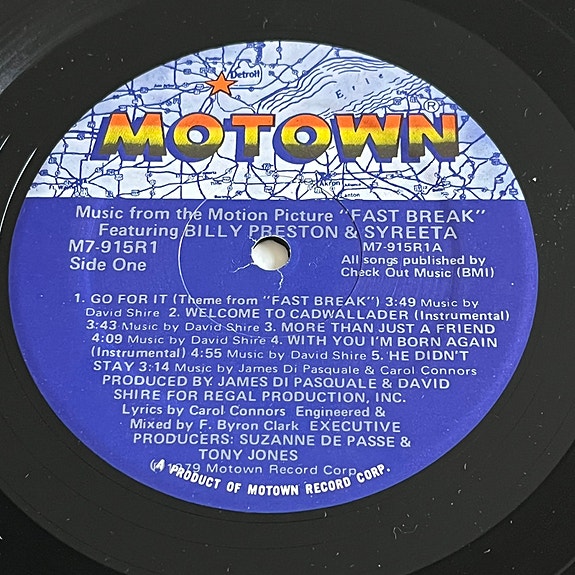 Detroit
Erie
MOTOWN®
Akron
Canton
Music from the Motion Picture "FAST BREAK"
Featuring BILLY PRESTON & SYREETA
M7-915R1
M7-915R1A
Side One
All songs published by
Check Out Music (BMI)
1. GO FOR IT (Theme from "FAST BREAK") 3:49 Music by
David Shire 2. WELCOME TO CADWALLADER (Instrumental)
3:43 Music by David Shire 3. MORE THAN JUST A FRIEND
4:09 Music by David Shire 4. WITH YOU I'M BORN AGAIN
(Instrumental) 4:55 Music by David Shire 5. HE DIDN'T
STAY 3:14 Music by James Di Pasquale & Carol Connors
PRODUCED BY JAMES DI PASQUALE & DAVID
SHIRE FOR REGAL PRODUCTION, INC.
Lyrics by Carol Connors Engineered &
Mixed by F. Byron Clark EXECUTIVE
PRODUCERS: SUZANNE DE PASSE &
TONY JONES
1979 Motown Record Corp.
A PRODUCT OF MOTOWN RECORD CORP.